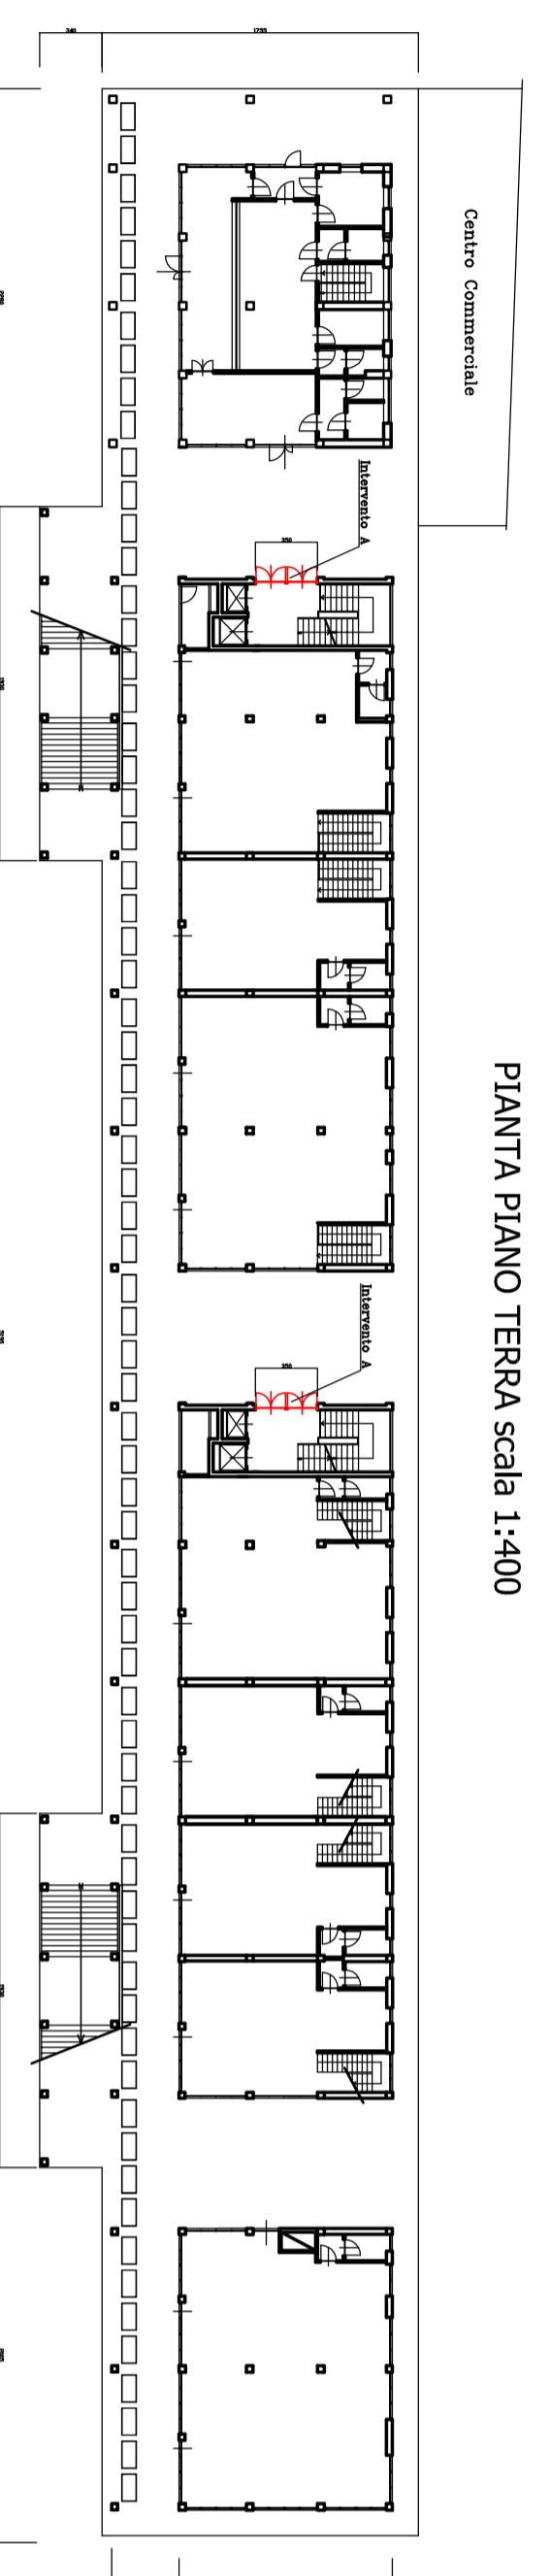 PIANTA PIANO TERRA scala 1:400
Centro Commerciale
Intervento A
350
Intervento A
350
340
1755